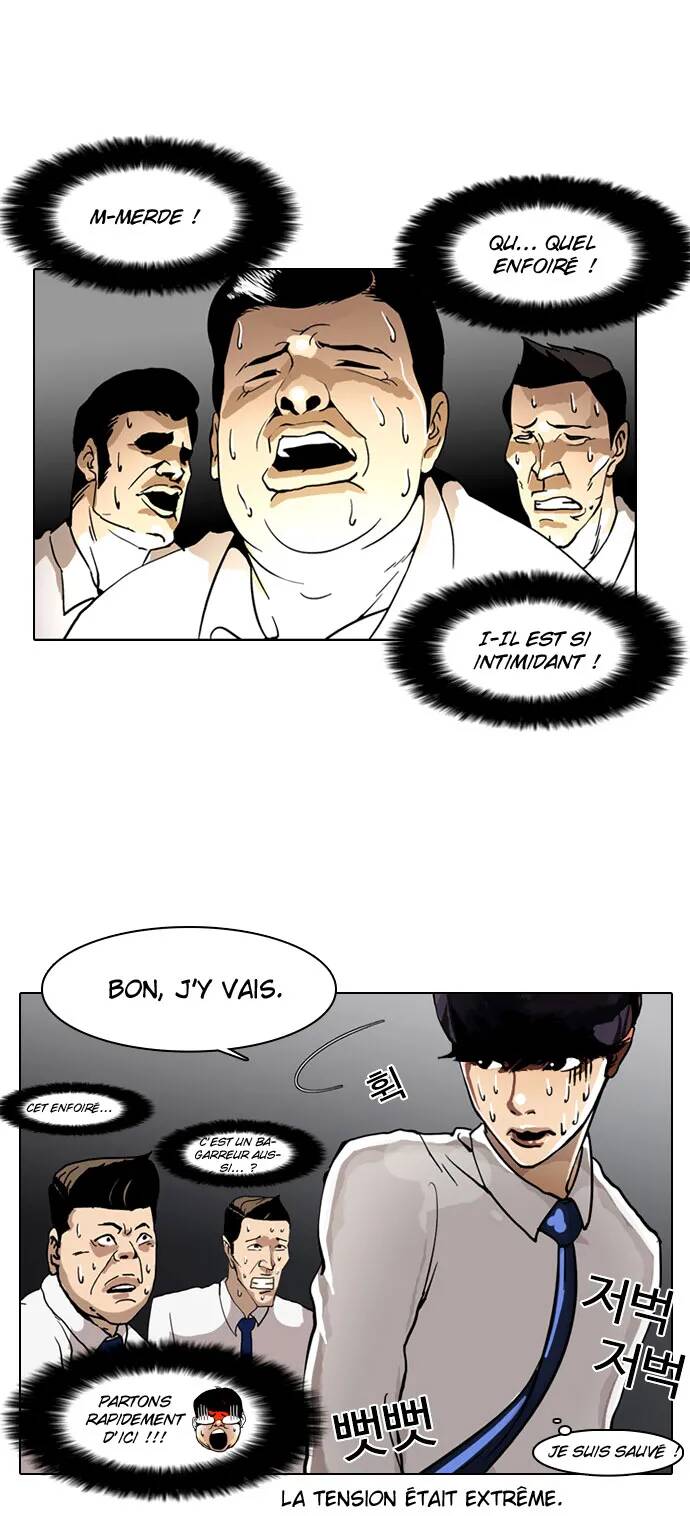 M-MERDE !
QU... QUEL
ENFOIRÉ !
I-IL EST SI
INTIMIDANT !
BON, J'Y VAIS.
휙
CET ENFOIRÉ...
C'EST UN BA-
GARREUR AUS-
SI... ?
저벅
저벅
PARTONS
RAPIDEMENT
D'ICI !!!
뻣뻣
JE SUIS SAUVÉ !
LA TENSION ÉTAIT EXTRÊME.